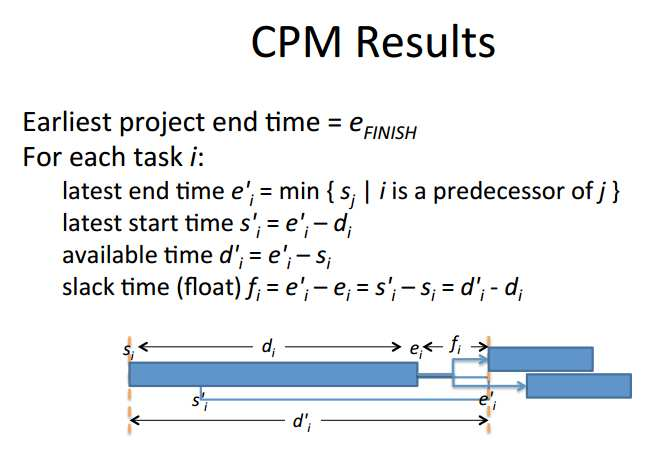 CPM Results
Earliest project end time = e_FINISH
For each task i:
latest end time e'_i = min { s_j | i is a predecessor of j }
latest start time s'_i = e'_i – d_i
available time d'_i = e'_i – s_i
slack time (float) f_i = e'_i – e_i = s'_i – s_i = d'_i - d_i
s_i d_i e_i f_i
s'_i e'_i
d'_i